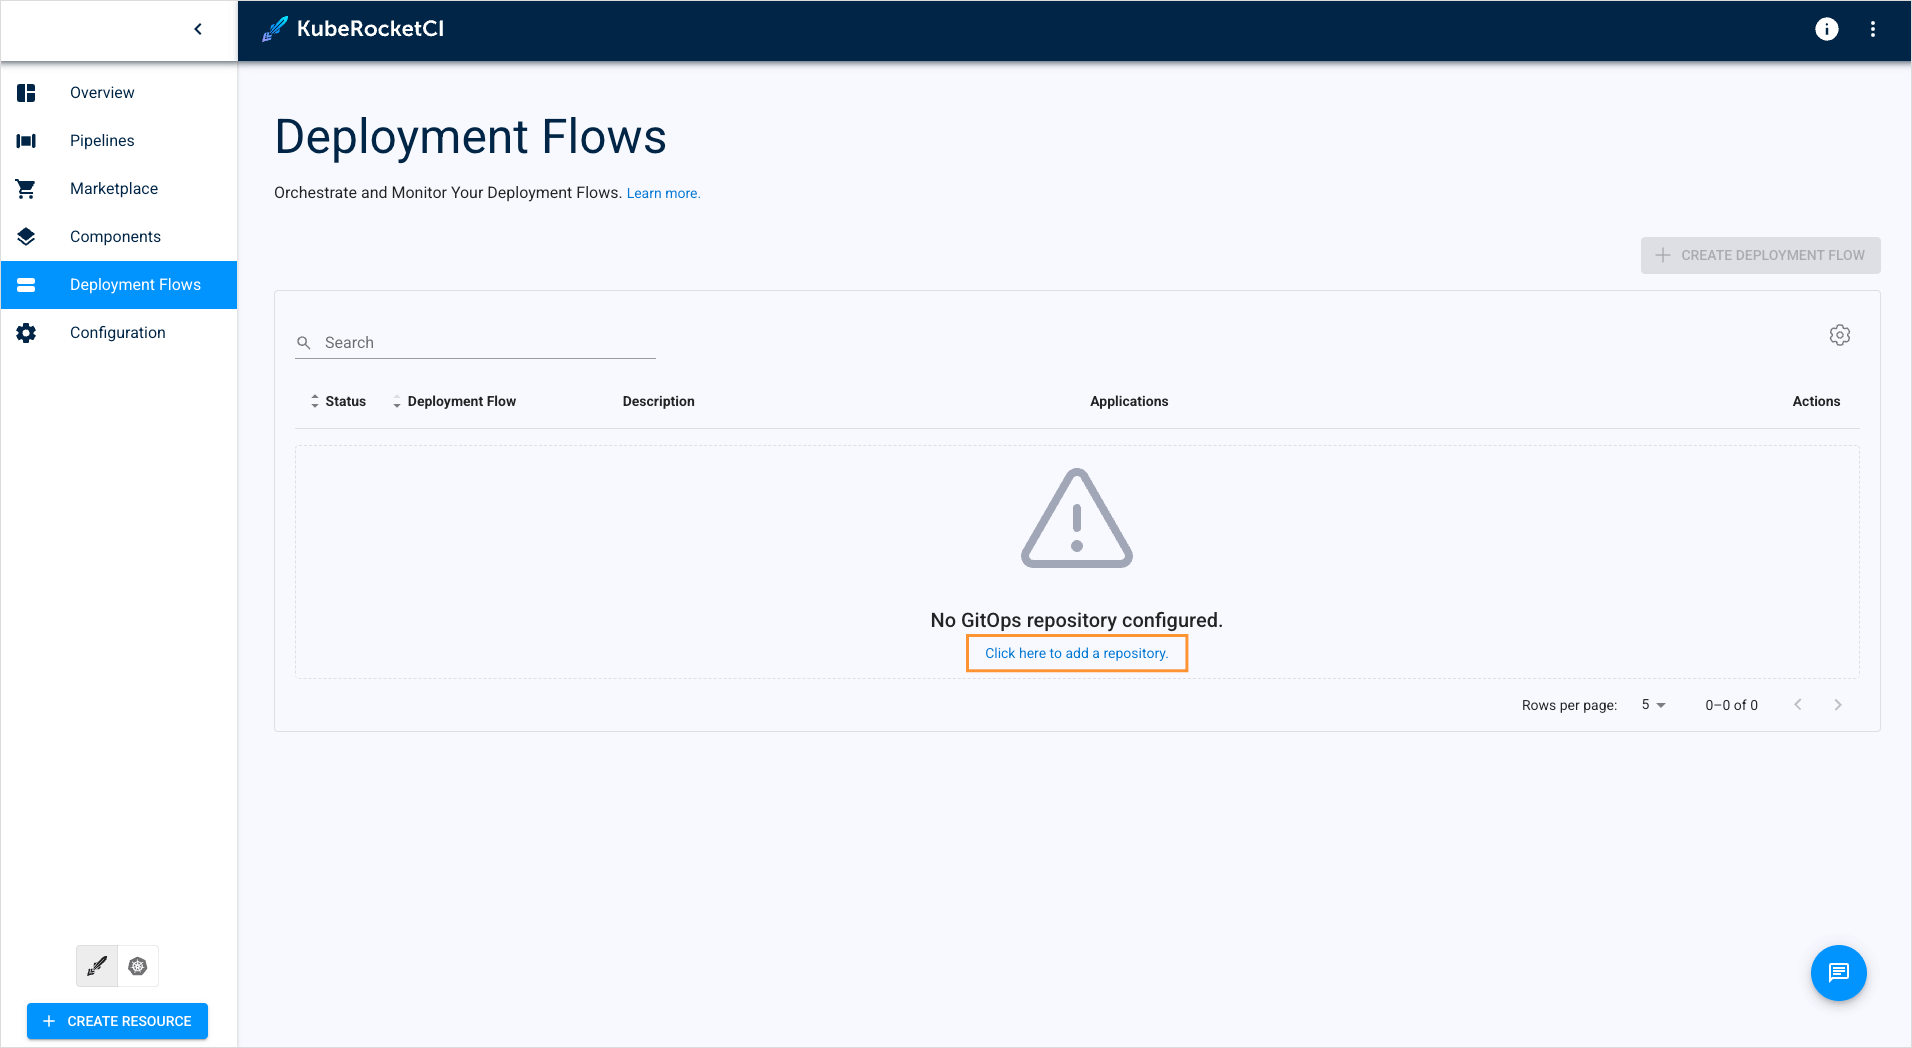 KubeRocketCI
Overview
Pipelines
Marketplace
Components
Deployment Flows
Configuration
CREATE RESOURCE
Deployment Flows
Orchestrate and Monitor Your Deployment Flows. Learn more.
CREATE DEPLOYMENT FLOW
Search
Status Deployment Flow Description Applications Actions
No GitOps repository configured.
Click here to add a repository.
Rows per page: 5 0–0 of 0